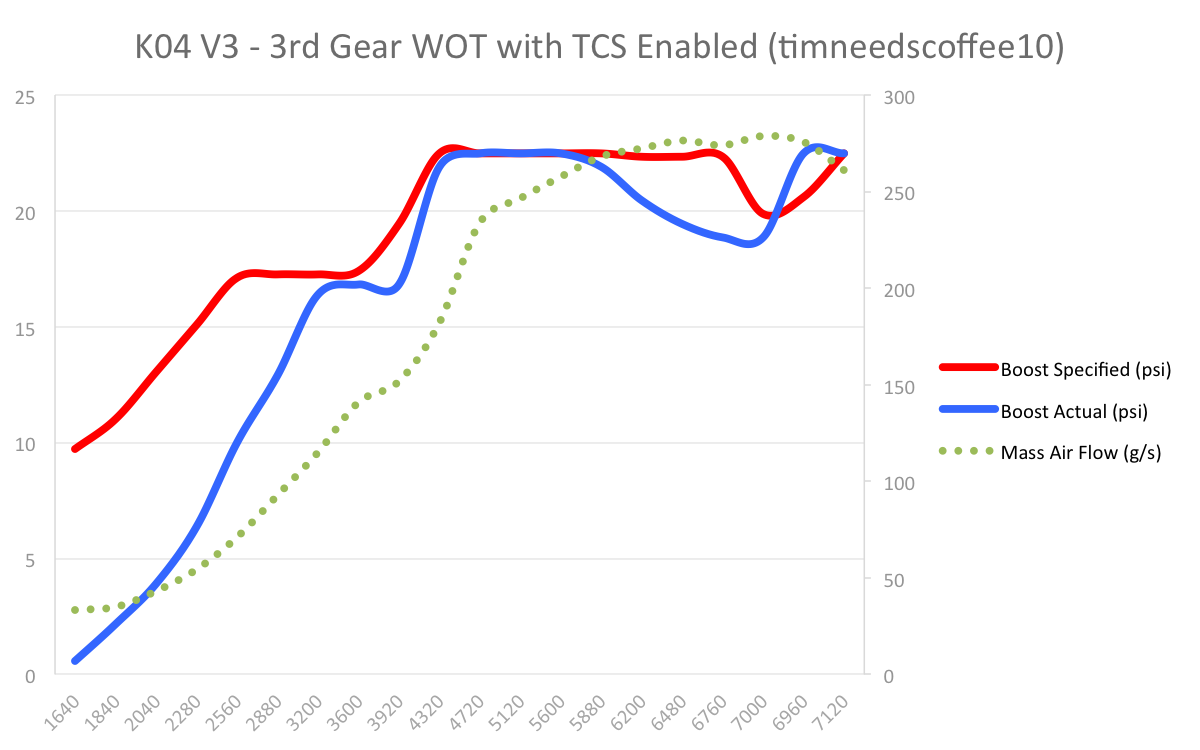 K04 V3 - 3rd Gear WOT with TCS Enabled (timneedscoffee10)
25
20
15
10
5
0
300
250
200
150
100
50
0
Boost Specified (psi)
Boost Actual (psi)
Mass Air Flow (g/s)
1640 1840 2040 2280 2560 2880 3200 3600 3920 4320 4720 5120 5600 5880 6200 6480 6760 7000 6960 7120